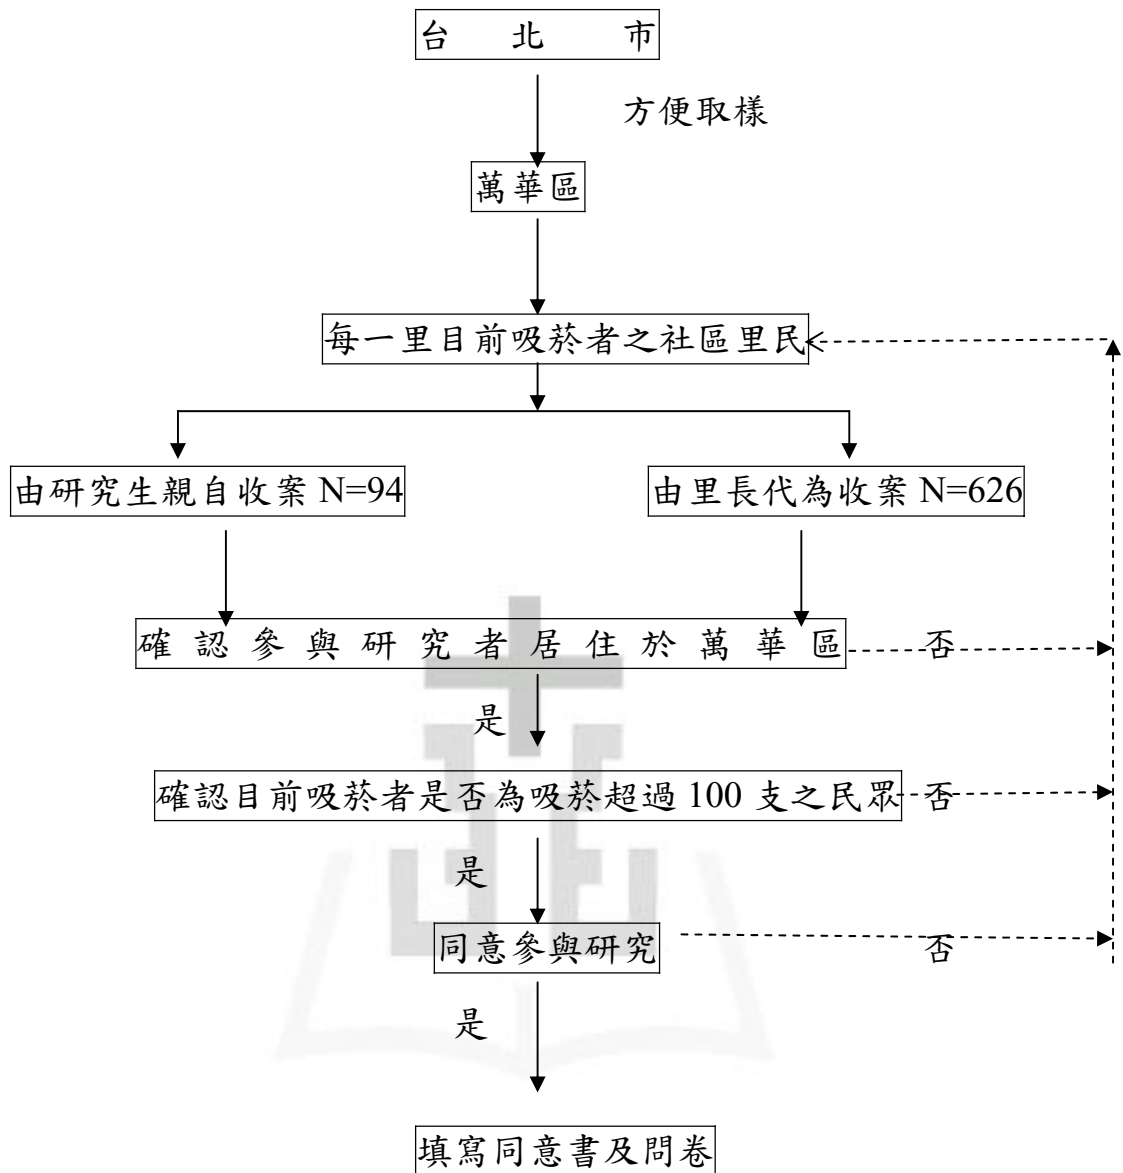 台北市
方便取樣
萬華區
每一里目前吸菸者之社區里民
由研究生親自收案 N=94
由里長代為收案 N=626
確認參與研究者居住於萬華區
否
是
確認目前吸菸者是否為吸菸超過 100 支之民眾
否
是
同意參與研究
否
是
填寫同意書及問卷